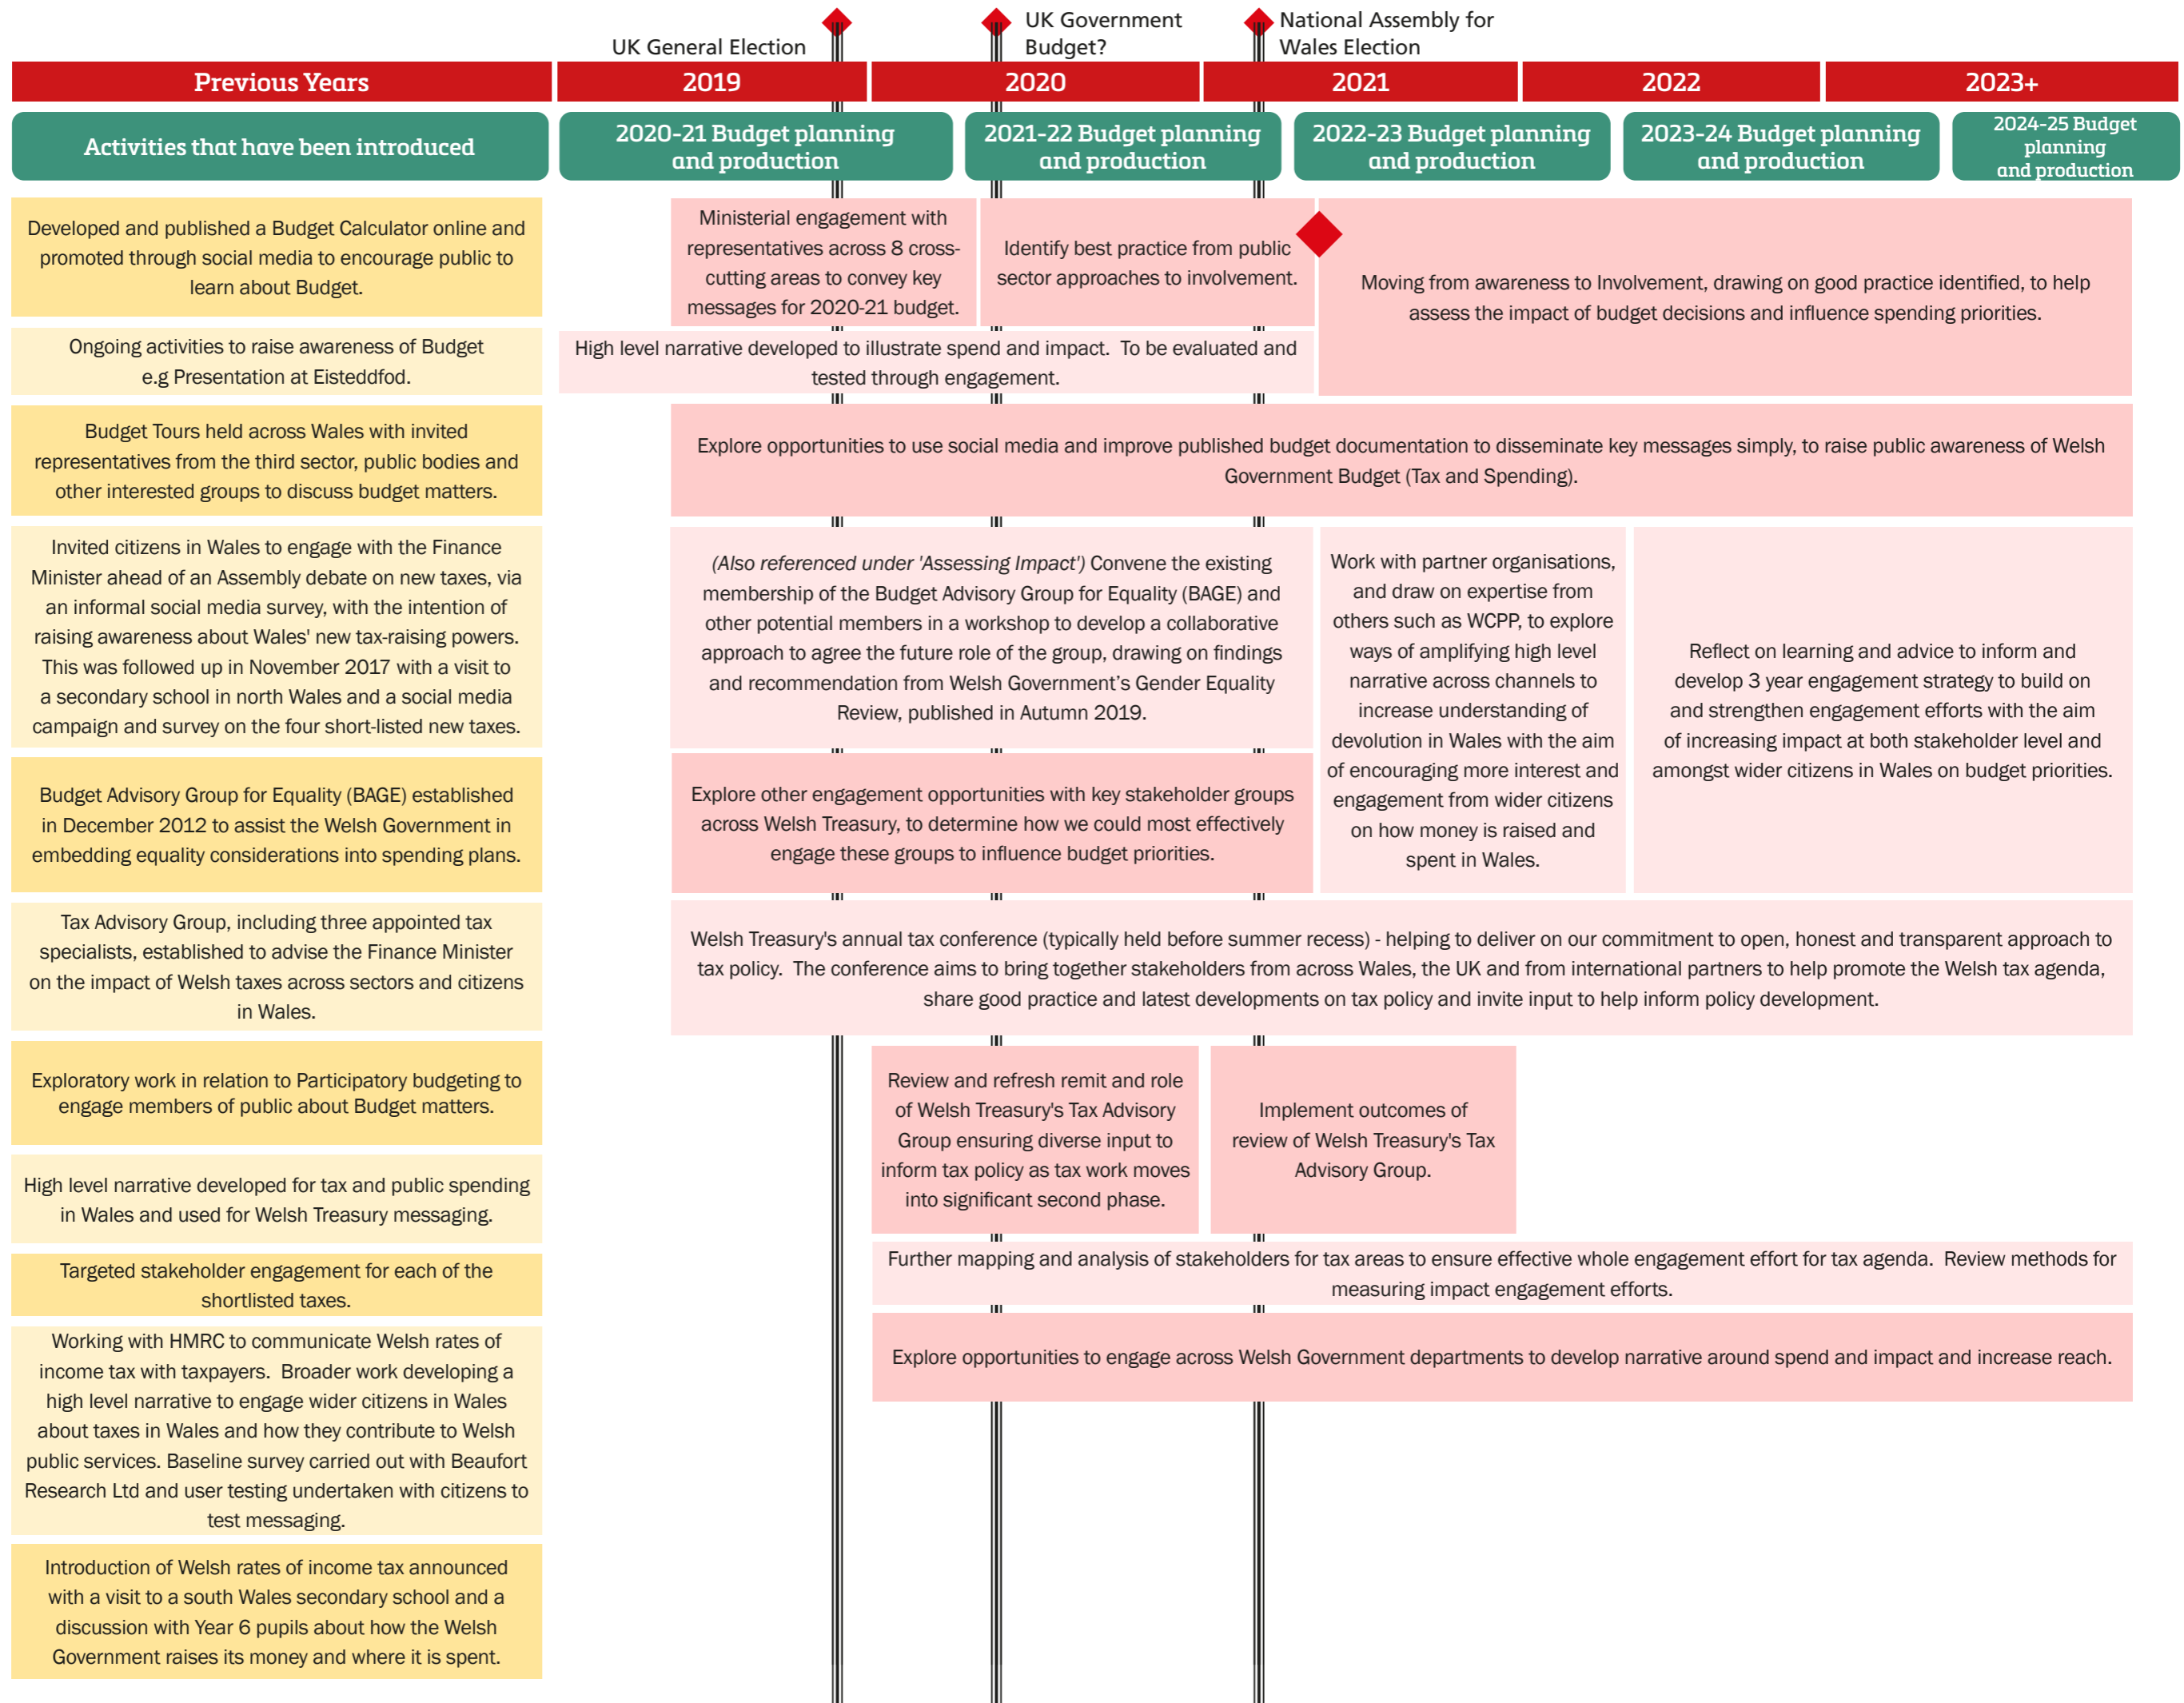 UK General Election
UK Government
Budget?
National Assembly for
Wales Election
Previous Years
2019
2020
2021
2022
2023+
Activities that have been introduced
2020-21 Budget planning
and production
2021-22 Budget planning
and production
2022-23 Budget planning
and production
2023-24 Budget planning
and production
2024-25 Budget
planning
and production
Developed and published a Budget Calculator online and
promoted through social media to encourage public to
learn about Budget.
Ongoing activities to raise awareness of Budget
e.g Presentation at Eisteddfod.
Budget Tours held across Wales with invited
representatives from the third sector, public bodies and
other interested groups to discuss budget matters.
Invited citizens in Wales to engage with the Finance
Minister ahead of an Assembly debate on new taxes, via
an informal social media survey, with the intention of
raising awareness about Wales' new tax-raising powers.
This was followed up in November 2017 with a visit to
a secondary school in north Wales and a social media
campaign and survey on the four short-listed new taxes.
Budget Advisory Group for Equality (BAGE) established
in December 2012 to assist the Welsh Government in
embedding equality considerations into spending plans.
Tax Advisory Group, including three appointed tax
specialists, established to advise the Finance Minister
on the impact of Welsh taxes across sectors and citizens
in Wales.
Exploratory work in relation to Participatory budgeting to
engage members of public about Budget matters.
High level narrative developed for tax and public spending
in Wales and used for Welsh Treasury messaging.
Targeted stakeholder engagement for each of the
shortlisted taxes.
Working with HMRC to communicate Welsh rates of
income tax with taxpayers.  Broader work developing a
high level narrative to engage wider citizens in Wales
about taxes in Wales and how they contribute to Welsh
public services. Baseline survey carried out with Beaufort
Research Ltd and user testing undertaken with citizens to
test messaging.
Introduction of Welsh rates of income tax announced
with a visit to a south Wales secondary school and a
discussion with Year 6 pupils about how the Welsh
Government raises its money and where it is spent.
Ministerial engagement with
representatives across 8 cross-
cutting areas to convey key
messages for 2020-21 budget.
Identify best practice from public
sector approaches to involvement.
Moving from awareness to Involvement, drawing on good practice identified, to help
assess the impact of budget decisions and influence spending priorities.
High level narrative developed to illustrate spend and impact.  To be evaluated and
tested through engagement.
Explore opportunities to use social media and improve published budget documentation to disseminate key messages simply, to raise public awareness of Welsh
Government Budget (Tax and Spending).
(Also referenced under 'Assessing Impact') Convene the existing
membership of the Budget Advisory Group for Equality (BAGE) and
other potential members in a workshop to develop a collaborative
approach to agree the future role of the group, drawing on findings
and recommendation from Welsh Government's Gender Equality
Review, published in Autumn 2019.
Explore other engagement opportunities with key stakeholder groups
across Welsh Treasury, to determine how we could most effectively
engage these groups to influence budget priorities.
Work with partner organisations,
and draw on expertise from
others such as WCPP, to explore
ways of amplifying high level
narrative across channels to
increase understanding of
devolution in Wales with the aim
of encouraging more interest and
engagement from wider citizens
on how money is raised and
spent in Wales.
Reflect on learning and advice to inform and
develop 3 year engagement strategy to build on
and strengthen engagement efforts with the aim
of increasing impact at both stakeholder level and
amongst wider citizens in Wales on budget priorities.
Welsh Treasury's annual tax conference (typically held before summer recess) - helping to deliver on our commitment to open, honest and transparent approach to
tax policy.  The conference aims to bring together stakeholders from across Wales, the UK and from international partners to help promote the Welsh tax agenda,
share good practice and latest developments on tax policy and invite input to help inform policy development.
Review and refresh remit and role
of Welsh Treasury's Tax Advisory
Group ensuring diverse input to
inform tax policy as tax work moves
into significant second phase.
Implement outcomes of
review of Welsh Treasury's Tax
Advisory Group.
Further mapping and analysis of stakeholders for tax areas to ensure effective whole engagement effort for tax agenda.  Review methods for
measuring impact engagement efforts.
Explore opportunities to engage across Welsh Government departments to develop narrative around spend and impact and increase reach.